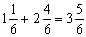 1 1/6 + 2 4/6 = 3 5/6